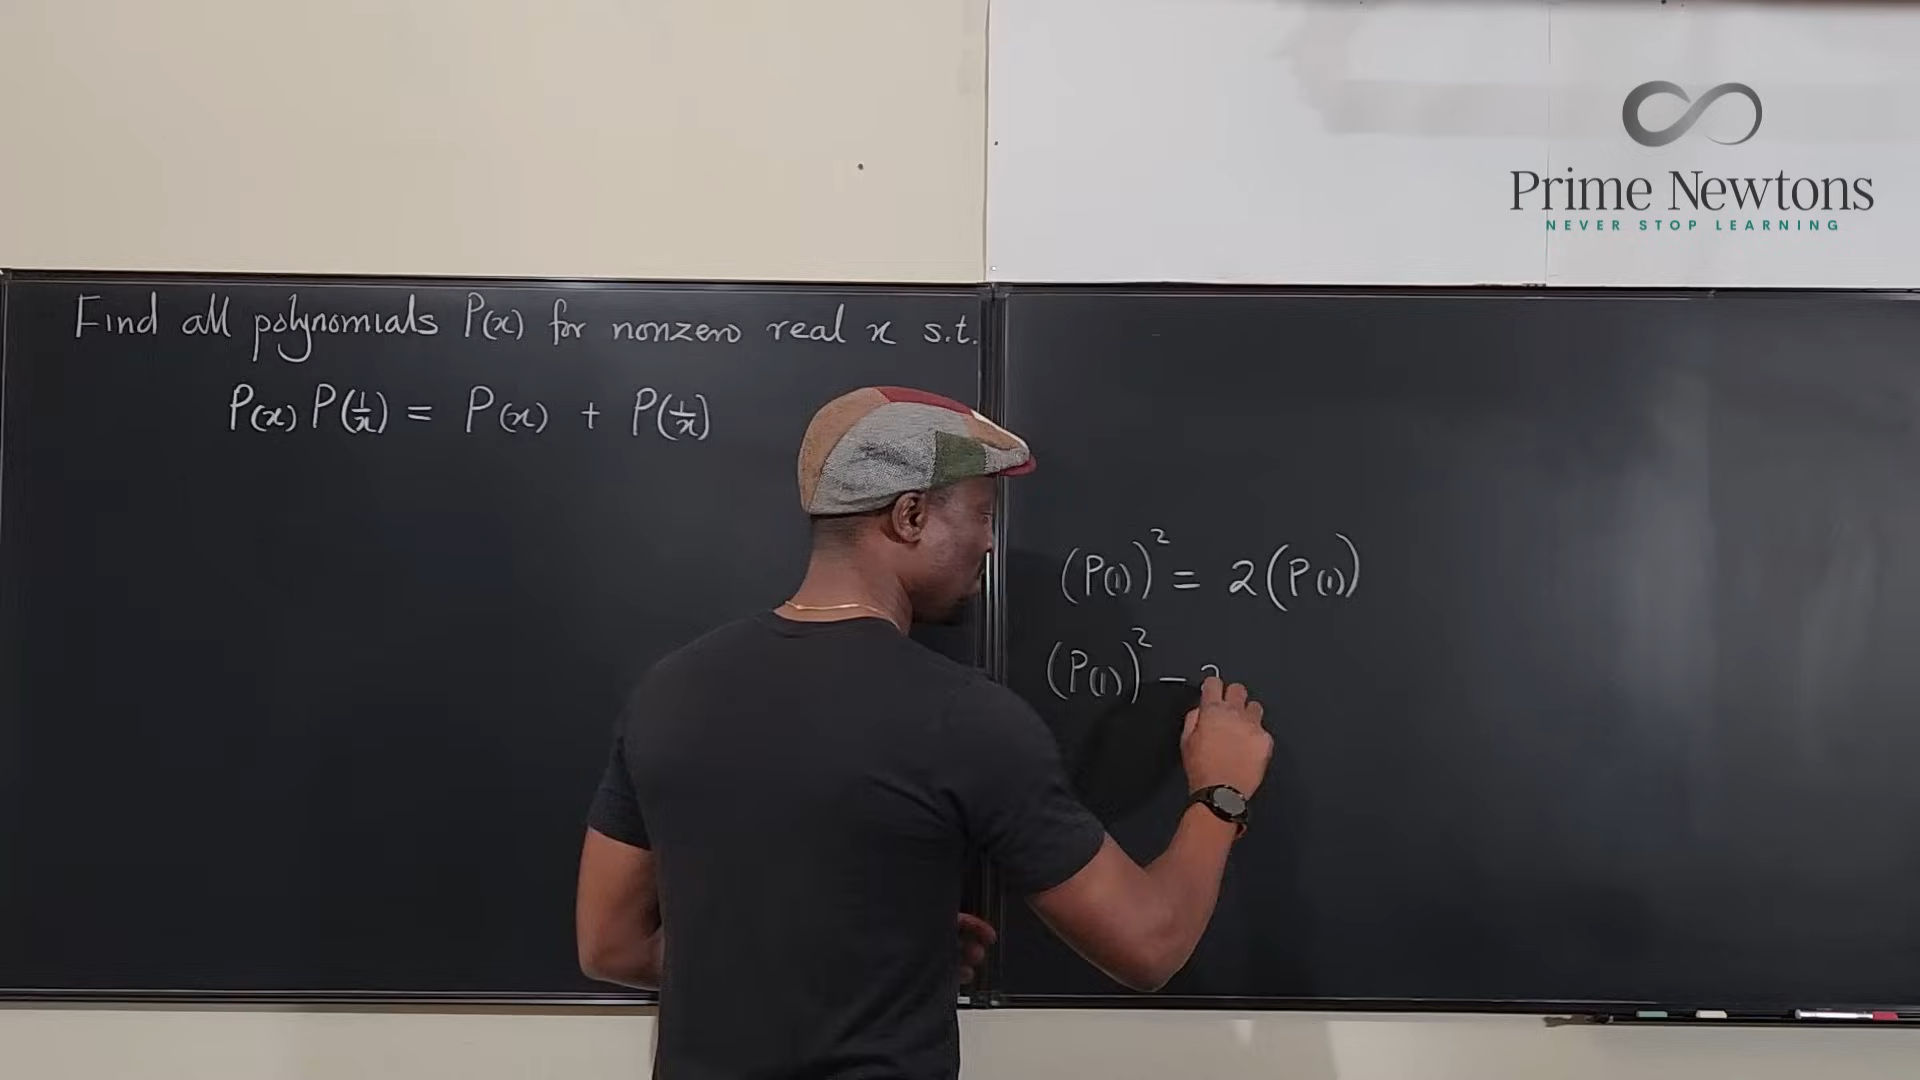 Prime Newtons
NEVER STOP LEARNING
Find all polynomials P(x) for nonzero real x s.t.
P(x) P(1/x) = P(x) + P(1/x)
(P(1))² = 2(P(1))
(P(1))² -